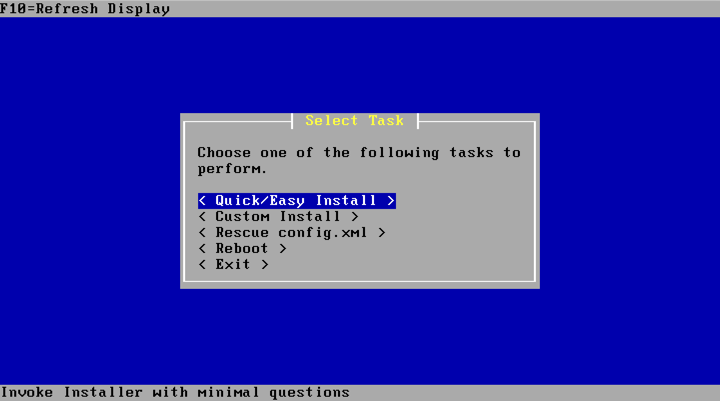 F10=Refresh Display
Select Task
Choose one of the following tasks to
perform.
< Quick/Easy Install >
< Custom Install >
< Rescue config.xml >
< Reboot >
< Exit >
Invoke Installer with minimal questions